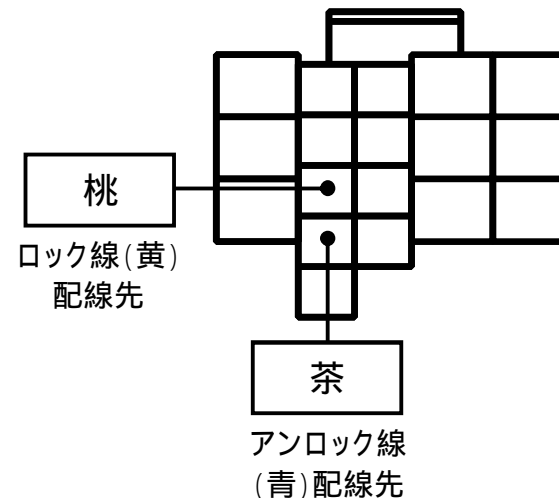 桃
ロック線(黄)
配線先
茶
アンロック線
(青)配線先